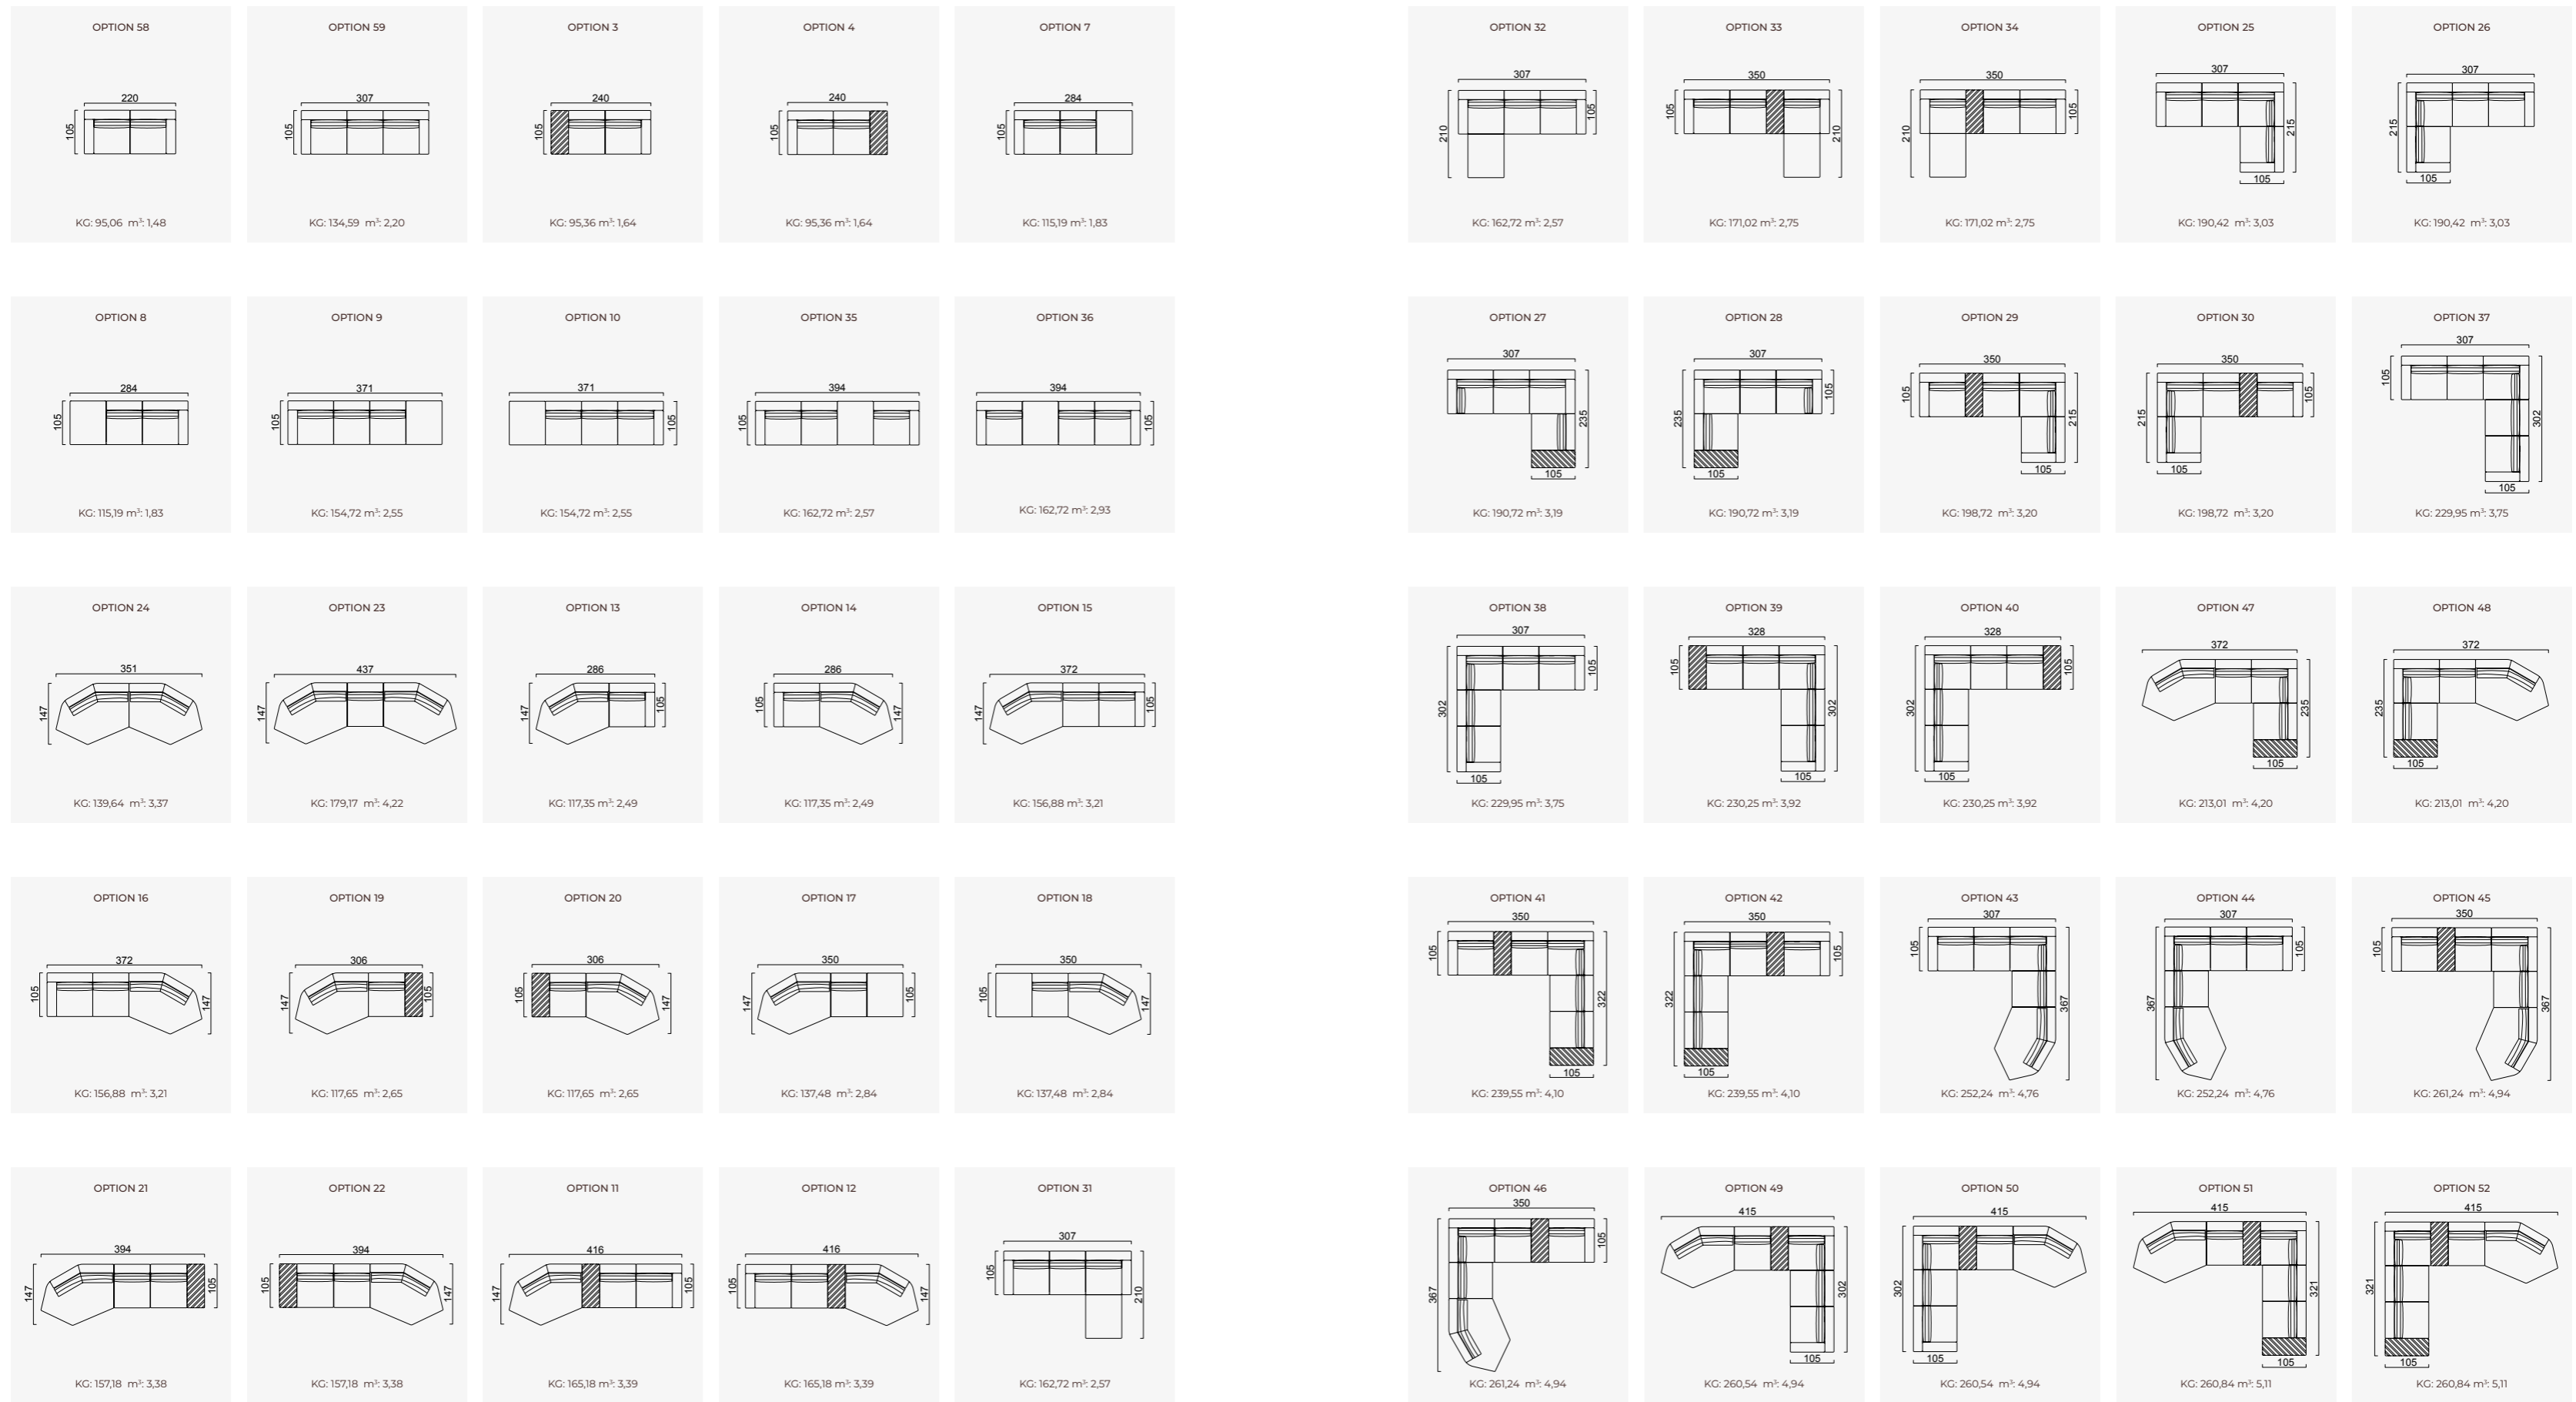 OPTION 58
220
105
KG: 95,06 m³: 1,48
OPTION 59
307
105
KG: 134,59 m³: 2,20
OPTION 3
240
105
KG: 95,36 m³: 1,64
OPTION 4
240
105
KG: 95,36 m³: 1,64
OPTION 7
284
105
KG: 115,19 m³: 1,83
OPTION 32
307
210
105
KG: 162,72 m³: 2,57
OPTION 33
350
105
210
KG: 171,02 m³: 2,75
OPTION 34
350
210
105
KG: 171,02 m³: 2,75
OPTION 25
307
215
105
KG: 190,42 m³: 3,03
OPTION 26
307
215
105
KG: 190,42 m³: 3,03
OPTION 8
284
105
KG: 115,19 m³: 1,83
OPTION 9
371
105
KG: 154,72 m³: 2,55
OPTION 10
371
105
KG: 154,72 m³: 2,55
OPTION 35
394
105
KG: 162,72 m³: 2,57
OPTION 36
394
105
KG: 162,72 m³: 2,93
OPTION 27
307
235
105
KG: 190,72 m³: 3,19
OPTION 28
307
235
105
105
KG: 190,72 m³: 3,19
OPTION 29
350
105
215
105
KG: 198,72 m³: 3,20
OPTION 30
350
215
105
105
KG: 198,72 m³: 3,20
OPTION 37
307
105
302
105
KG: 229,95 m³: 3,75
OPTION 24
351
147
KG: 139,64 m³: 3,37
OPTION 23
437
147
KG: 179,17 m³: 4,22
OPTION 13
286
147
105
KG: 117,35 m³: 2,49
OPTION 14
286
105
147
KG: 117,35 m³: 2,49
OPTION 15
372
147
105
KG: 156,88 m³: 3,21
OPTION 38
307
302
105
105
KG: 229,95 m³: 3,75
OPTION 39
328
105
302
105
KG: 230,25 m³: 3,92
OPTION 40
328
302
105
105
KG: 230,25 m³: 3,92
OPTION 47
372
147
235
105
KG: 213,01 m³: 4,20
OPTION 48
372
235
105
KG: 213,01 m³: 4,20
OPTION 16
372
105
147
KG: 156,88 m³: 3,21
OPTION 19
306
147
105
KG: 117,65 m³: 2,65
OPTION 20
306
105
147
KG: 117,65 m³: 2,65
OPTION 17
350
147
105
KG: 137,48 m³: 2,84
OPTION 18
350
105
147
KG: 137,48 m³: 2,84
OPTION 41
350
105
322
105
KG: 239,55 m³: 4,10
OPTION 42
350
322
105
105
KG: 239,55 m³: 4,10
OPTION 43
307
105
367
KG: 252,24 m³: 4,76
OPTION 44
307
367
105
KG: 252,24 m³: 4,76
OPTION 45
350
105
367
KG: 261,24 m³: 4,94
OPTION 21
394
147
105
KG: 157,18 m³: 3,38
OPTION 22
394
105
147
KG: 157,18 m³: 3,38
OPTION 11
416
147
105
KG: 165,18 m³: 3,39
OPTION 12
416
105
147
KG: 165,18 m³: 3,39
OPTION 31
307
105
210
KG: 162,72 m³: 2,57
OPTION 46
350
367
105
KG: 261,24 m³: 4,94
OPTION 49
415
302
105
KG: 260,54 m³: 4,94
OPTION 50
415
302
105
KG: 260,54 m³: 4,94
OPTION 51
415
321
105
KG: 260,84 m³: 5,11
OPTION 52
415
321
105
KG: 260,84 m³: 5,11